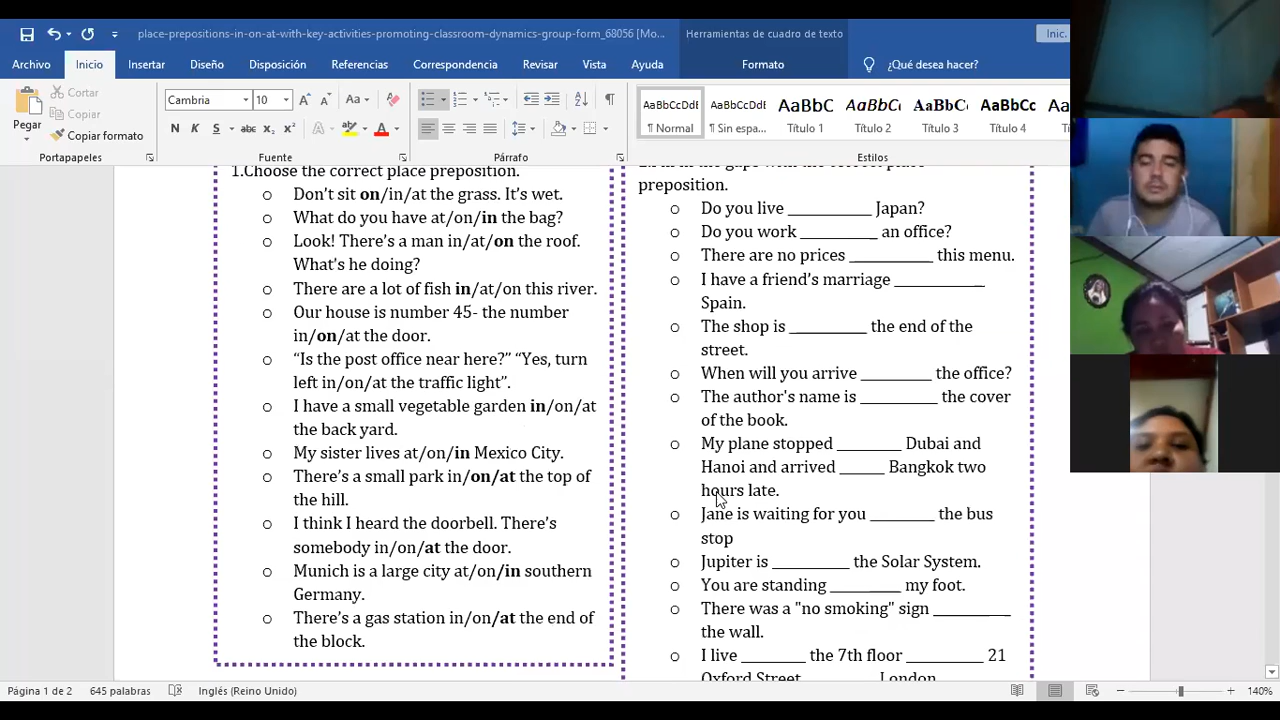 place-prepositions-in-on-at-with-key-activities-promoting-classroom-dynamics-group-form_68056 [Mo...
Herramientas de cuadro de texto
Inic.
Archivo Inicio Insertar Diseño Disposición Referencias Correspondencia Revisar Vista Ayuda Formato ¿Qué desea hacer?
Pegar
Cortar
Copiar
Copiar formato
Portapapeles
Cambria 10
Fuente
Párrafo
AaBbCcDdE AaBbCcDdE AaBbC AaBbCc AaBbCc AaBbCc AaBb
¶ Normal ¶ Sin espa... Título 1 Título 2 Título 3 Título 4
Estilos
1.Choose the correct place preposition.
Don't sit on/in/at the grass. It's wet.
What do you have at/on/in the bag?
Look! There's a man in/at/on the roof.
What's he doing?
There are a lot of fish in/at/on this river.
Our house is number 45- the number
in/on/at the door.
“Is the post office near here?” “Yes, turn
left in/on/at the traffic light”.
I have a small vegetable garden in/on/at
the back yard.
My sister lives at/on/in Mexico City.
There's a small park in/on/at the top of
the hill.
I think I heard the doorbell. There's
somebody in/on/at the door.
Munich is a large city at/on/in southern
Germany.
There's a gas station in/on/at the end of
the block.
preposition.
Do you live __________ Japan?
Do you work __________ an office?
There are no prices __________ this menu.
I have a friend's marriage __________
Spain.
The shop is __________ the end of the
street.
When will you arrive _________ the office?
The author's name is __________ the cover
of the book.
My plane stopped ________ Dubai and
Hanoi and arrived ______ Bangkok two
hours late.
Jane is waiting for you ________ the bus
stop
Jupiter is __________ the Solar System.
You are standing _________ my foot.
There was a "no smoking" sign __________
the wall.
I live ________ the 7th floor __________ 21
Oxford Street __________ London.
Página 1 de 2 645 palabras Inglés (Reino Unido) 140%